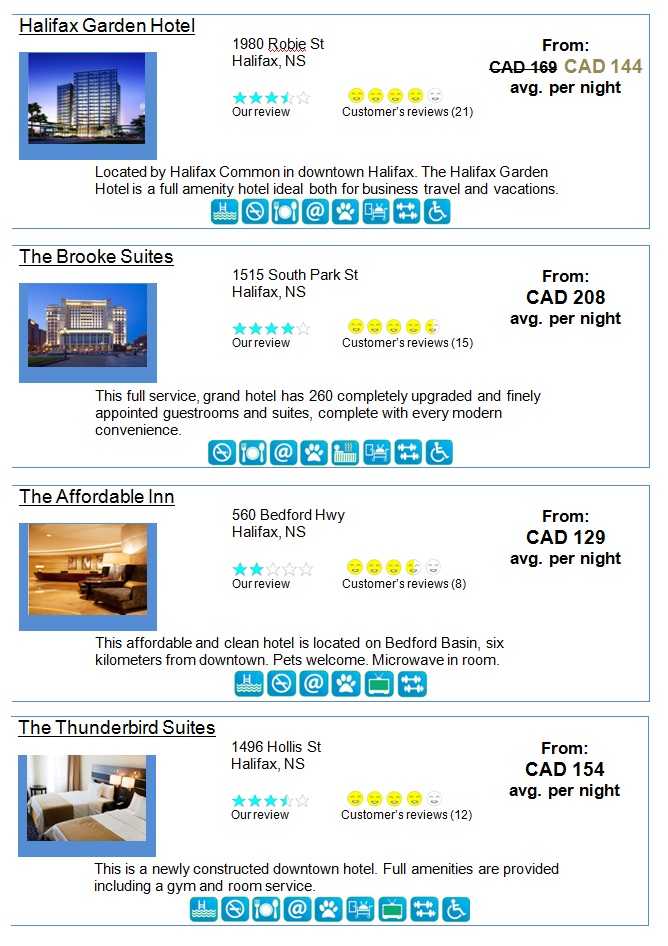 Halifax Garden Hotel
1980 Robie St
Halifax, NS
From:
CAD 169 CAD 144
avg. per night
Our review
Customer's reviews (21)
Located by Halifax Common in downtown Halifax. The Halifax Garden
Hotel is a full amenity hotel ideal both for business travel and vacations.
@
The Brooke Suites
1515 South Park St
Halifax, NS
From:
CAD 208
avg. per night
Our review
Customer's reviews (15)
This full service, grand hotel has 260 completely upgraded and finely
appointed guestrooms and suites, complete with every modern
convenience.
@
The Affordable Inn
560 Bedford Hwy
Halifax, NS
From:
CAD 129
avg. per night
Our review
Customer's reviews (8)
This affordable and clean hotel is located on Bedford Basin, six
kilometers from downtown. Pets welcome. Microwave in room.
@
The Thunderbird Suites
1496 Hollis St
Halifax, NS
From:
CAD 154
avg. per night
Our review
Customer's reviews (12)
This is a newly constructed downtown hotel. Full amenities are provided
including a gym and room service.
@